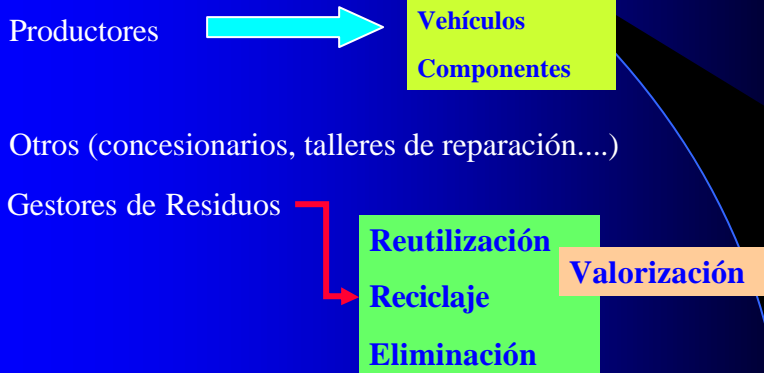 Productores
Vehículos
Componentes
Otros (concesionarios, talleres de reparación....)
Gestores de Residuos
Reutilización
Valorización
Reciclaje
Eliminación